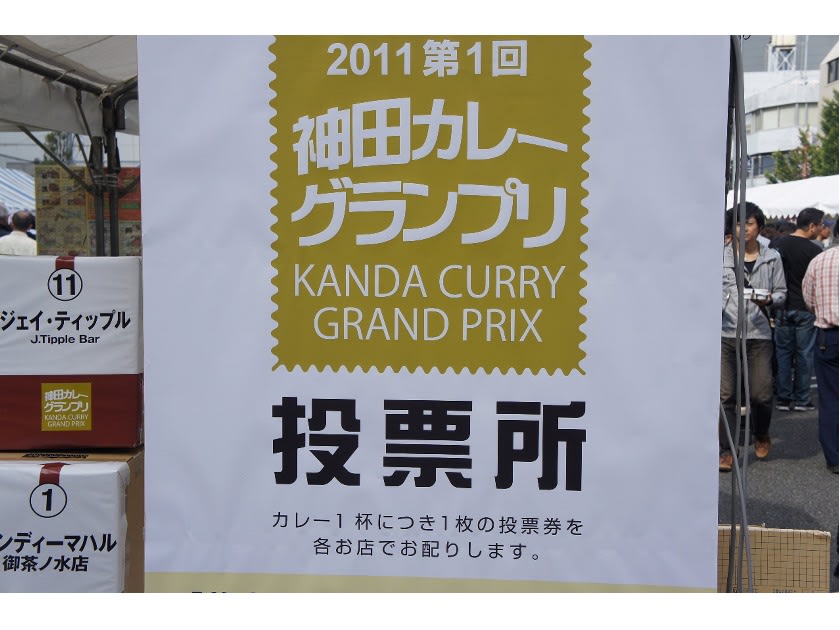 2011 第1回
神田カレー
グランプリ
KANDA CURRY
GRAND PRIX
投票所
カレー1杯につき1枚の投票券を
各お店でお配りします。
11
ジェイ・ティップル
J.Tipple Bar
神田カレー
グランプリ
KANDA CURRY
GRAND PRIX
1
ンディーマハル
御茶ノ水店